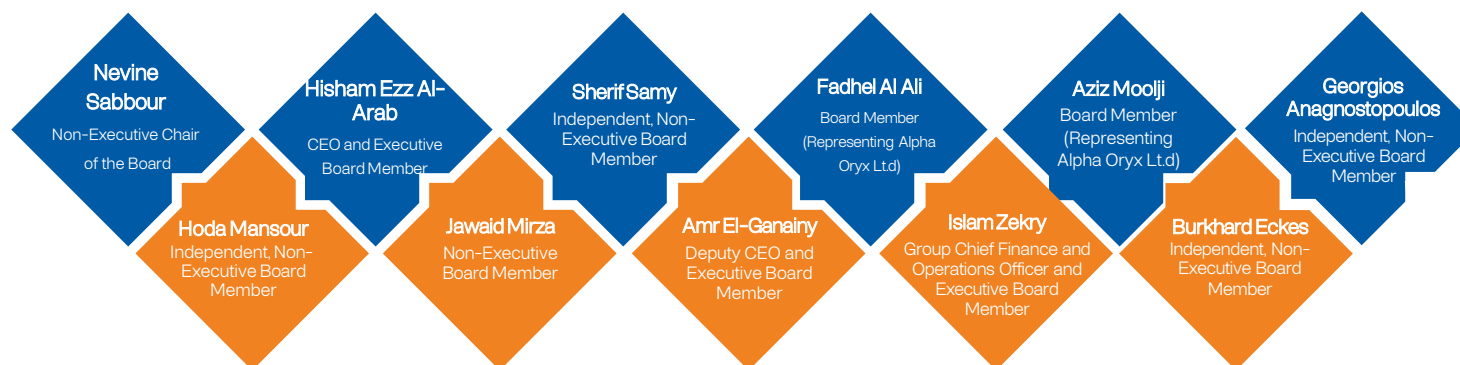 Nevine
Sabbour
Non-Executive Chair
of the Board
Hisham Ezz Al-
Arab
CEO and Executive
Board Member
Sherif Samy
Independent, Non-
Executive Board
Member
Fadhel Al Ali
Board Member
(Representing Alpha
Oryx Lt.d)
Aziz Moolji
Board Member
(Representing
Alpha Oryx Lt.d)
Georgios
Anagnostopoulos
Independent, Non-
Executive Board
Member
Hoda Mansour
Independent, Non-
Executive Board
Member
Jawaid Mirza
Non-Executive
Board Member
Amr El-Ganainy
Deputy CEO and
Executive Board
Member
Islam Zekry
Group Chief Finance and
Operations Officer and
Executive Board
Member
Burkhard Eckes
Independent, Non-
Executive Board
Member